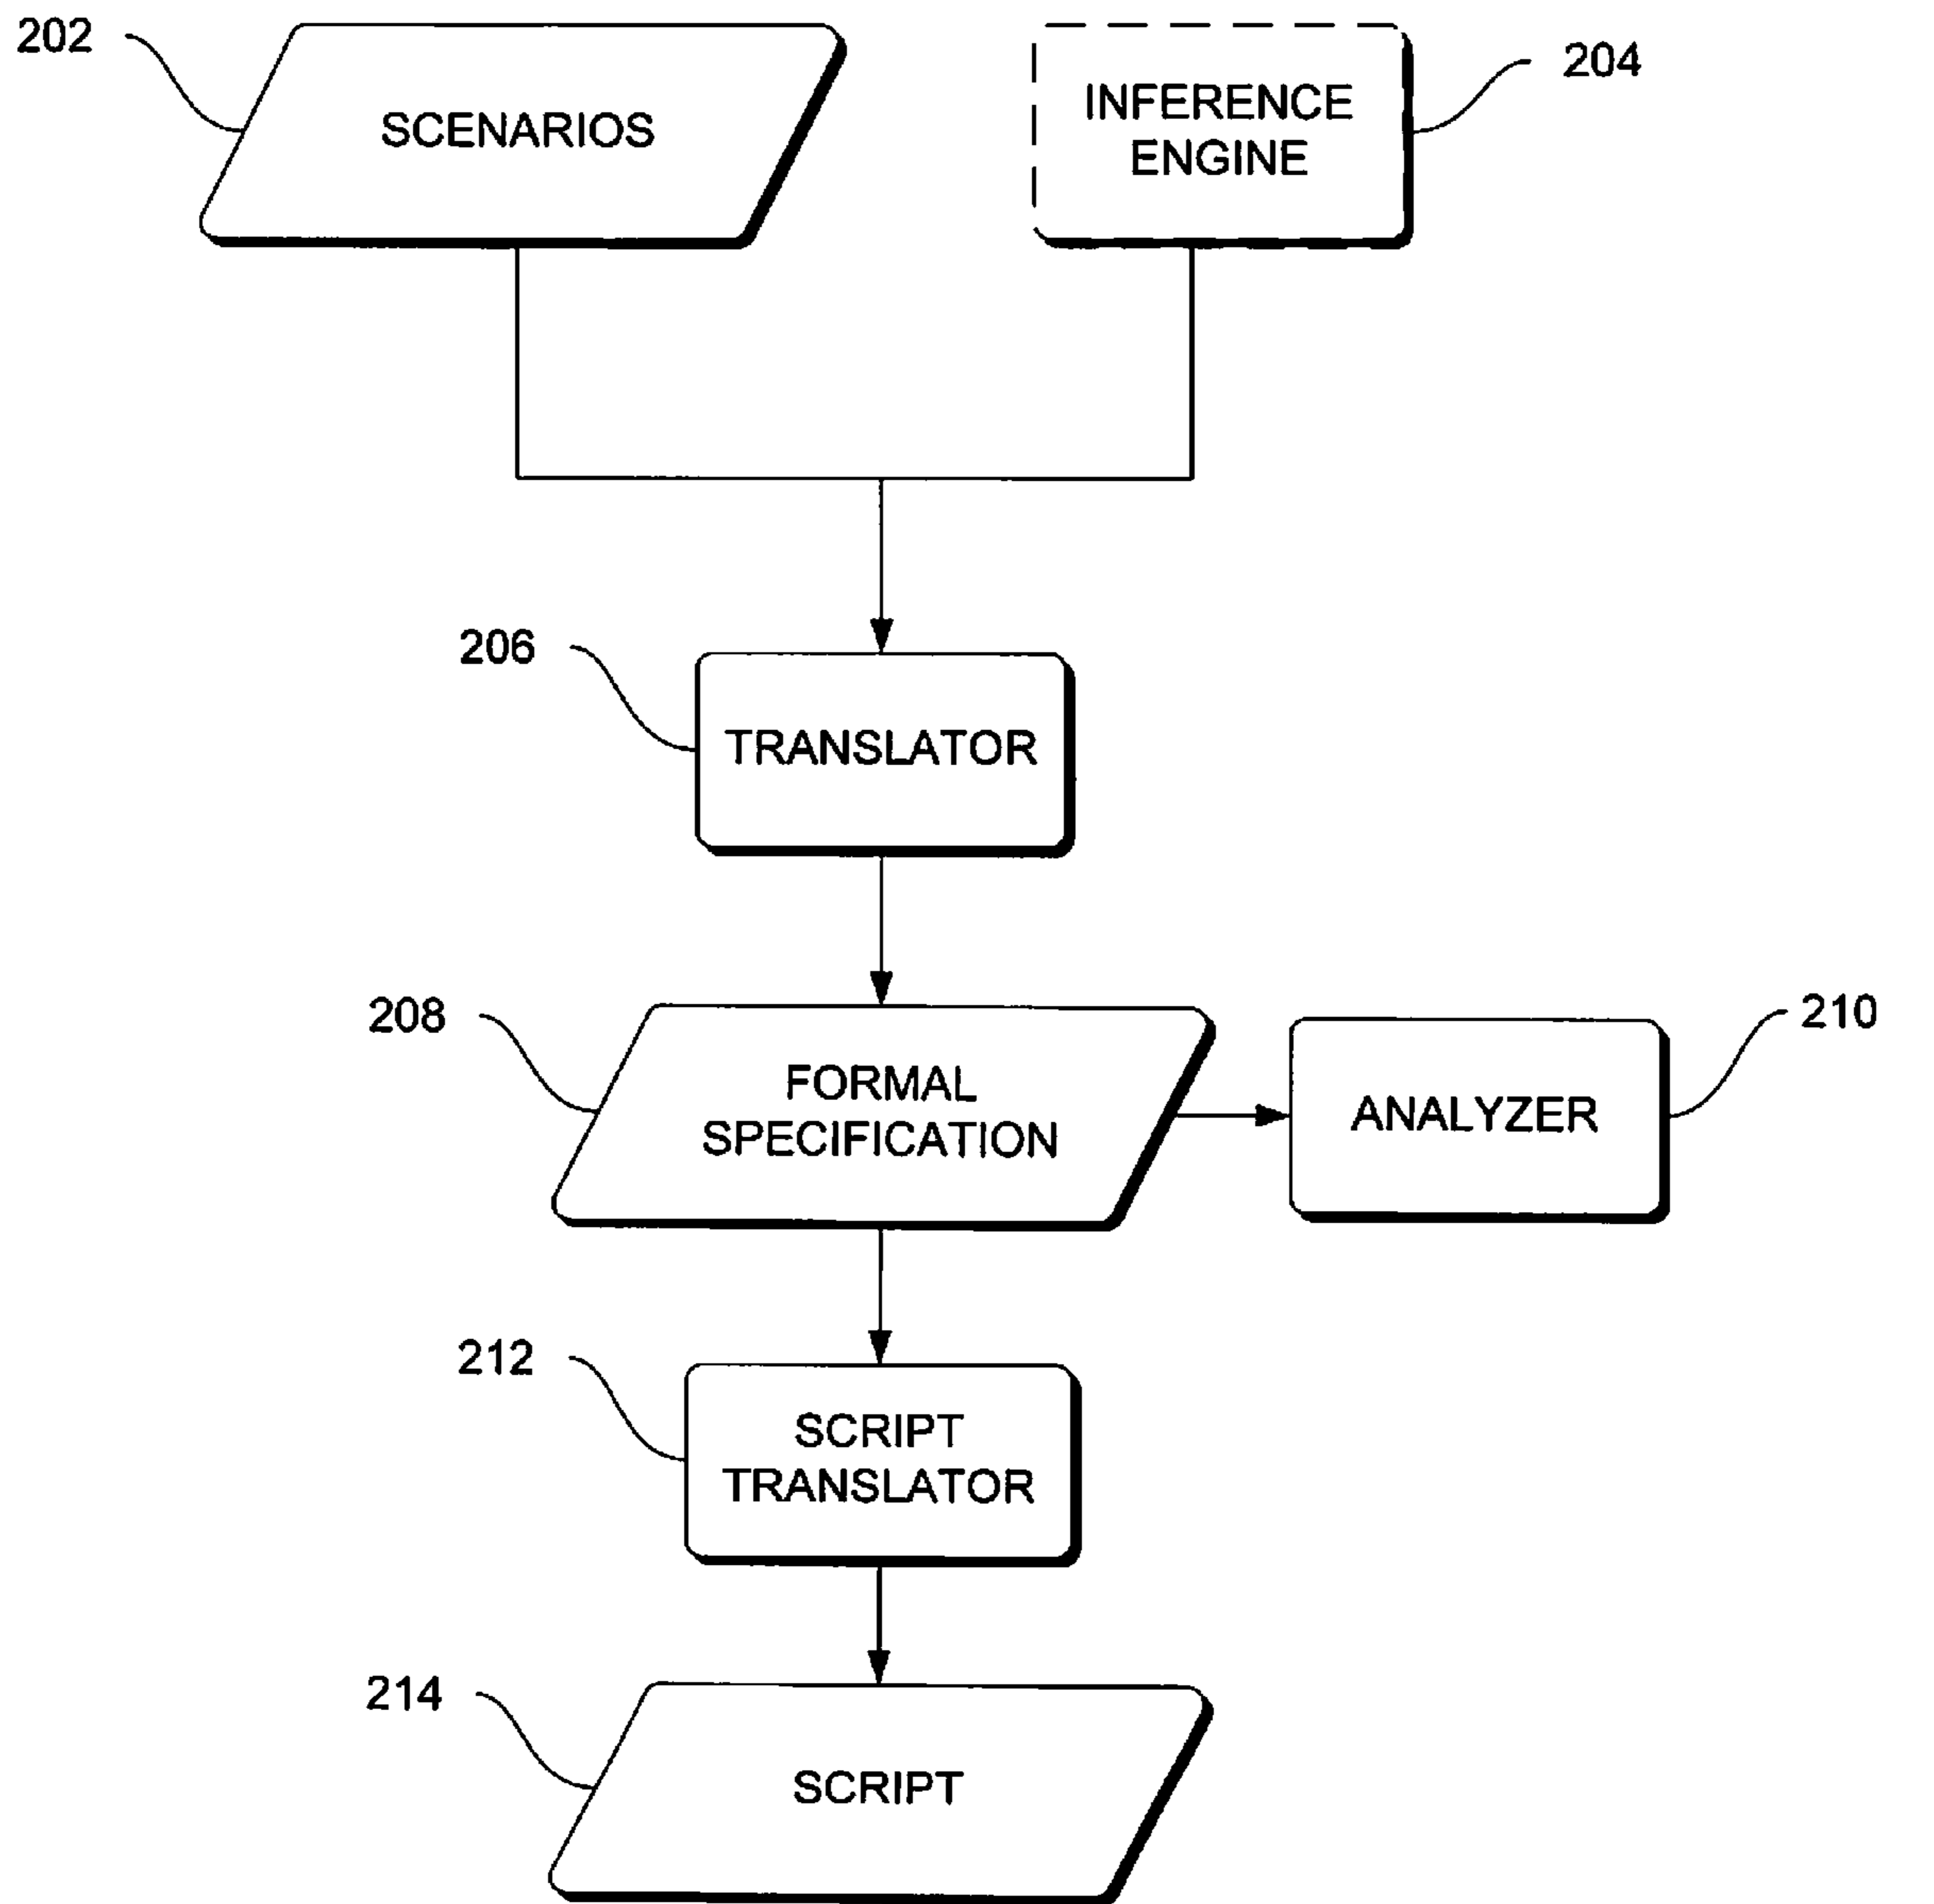 202
SCENARIOS
INFERENCE
ENGINE
204
206
TRANSLATOR
208
FORMAL
SPECIFICATION
210
ANALYZER
212
SCRIPT
TRANSLATOR
214
SCRIPT